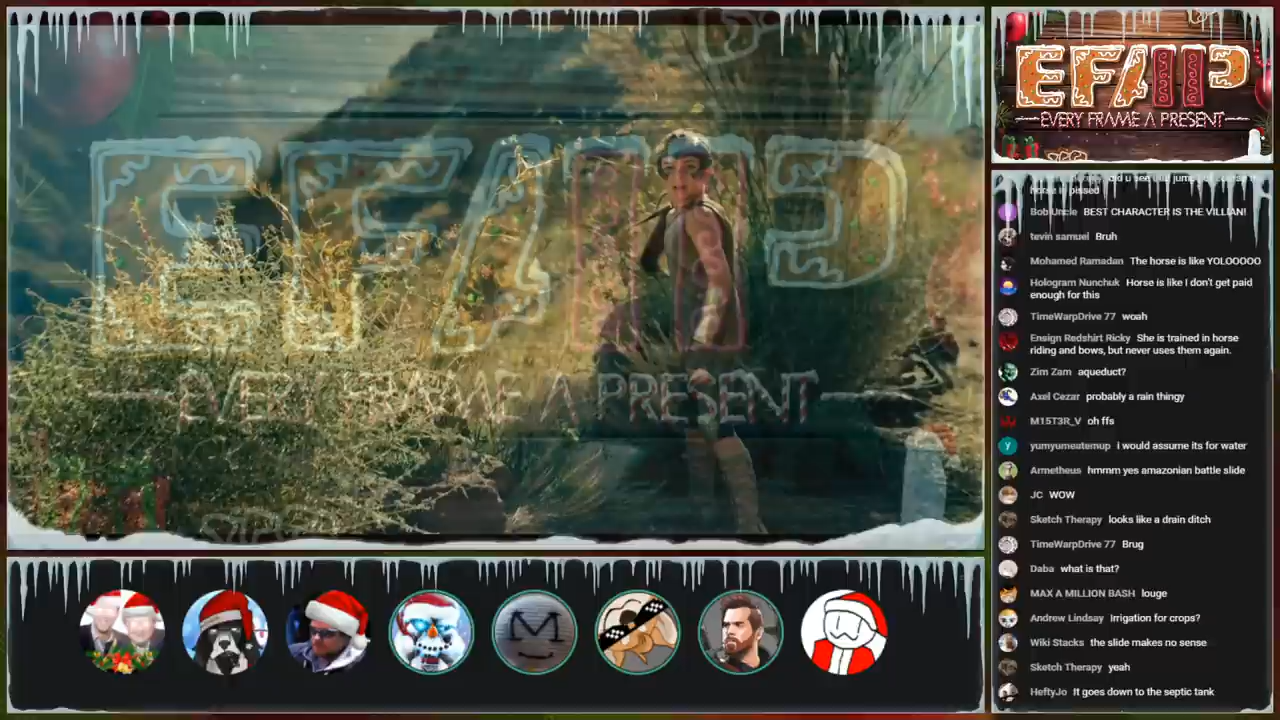 EFAP
EVERY FRAME A PRESENT
EFAP
EVERY FRAME A PRESENT
horse is pissed
Bob Uncle BEST CHARACTER IS THE VILLIAN!
tevin samuel Bruh
Mohamed Ramadan The horse is like YOLOOOOO
Hologram Nunchuk Horse is like I don't get paid
enough for this
TimeWarpDrive 77 woah
Ensign Redshirt Ricky She is trained in horse
riding and bows, but never uses them again.
Zim Zam aqueduct?
Axel Cezar probably a rain thingy
M15T3R_V oh ffs
yumyumeatemup i would assume its for water
Armetheus hmmm yes amazonian battle slide
JC WOW
Sketch Therapy looks like a drain ditch
TimeWarpDrive 77 Brug
Daba what is that?
MAX A MILLION BASH louge
Andrew Lindsay Irrigation for crops?
Wiki Stacks the slide makes no sense
Sketch Therapy yeah
HeftyJo It goes down to the septic tank
M
y